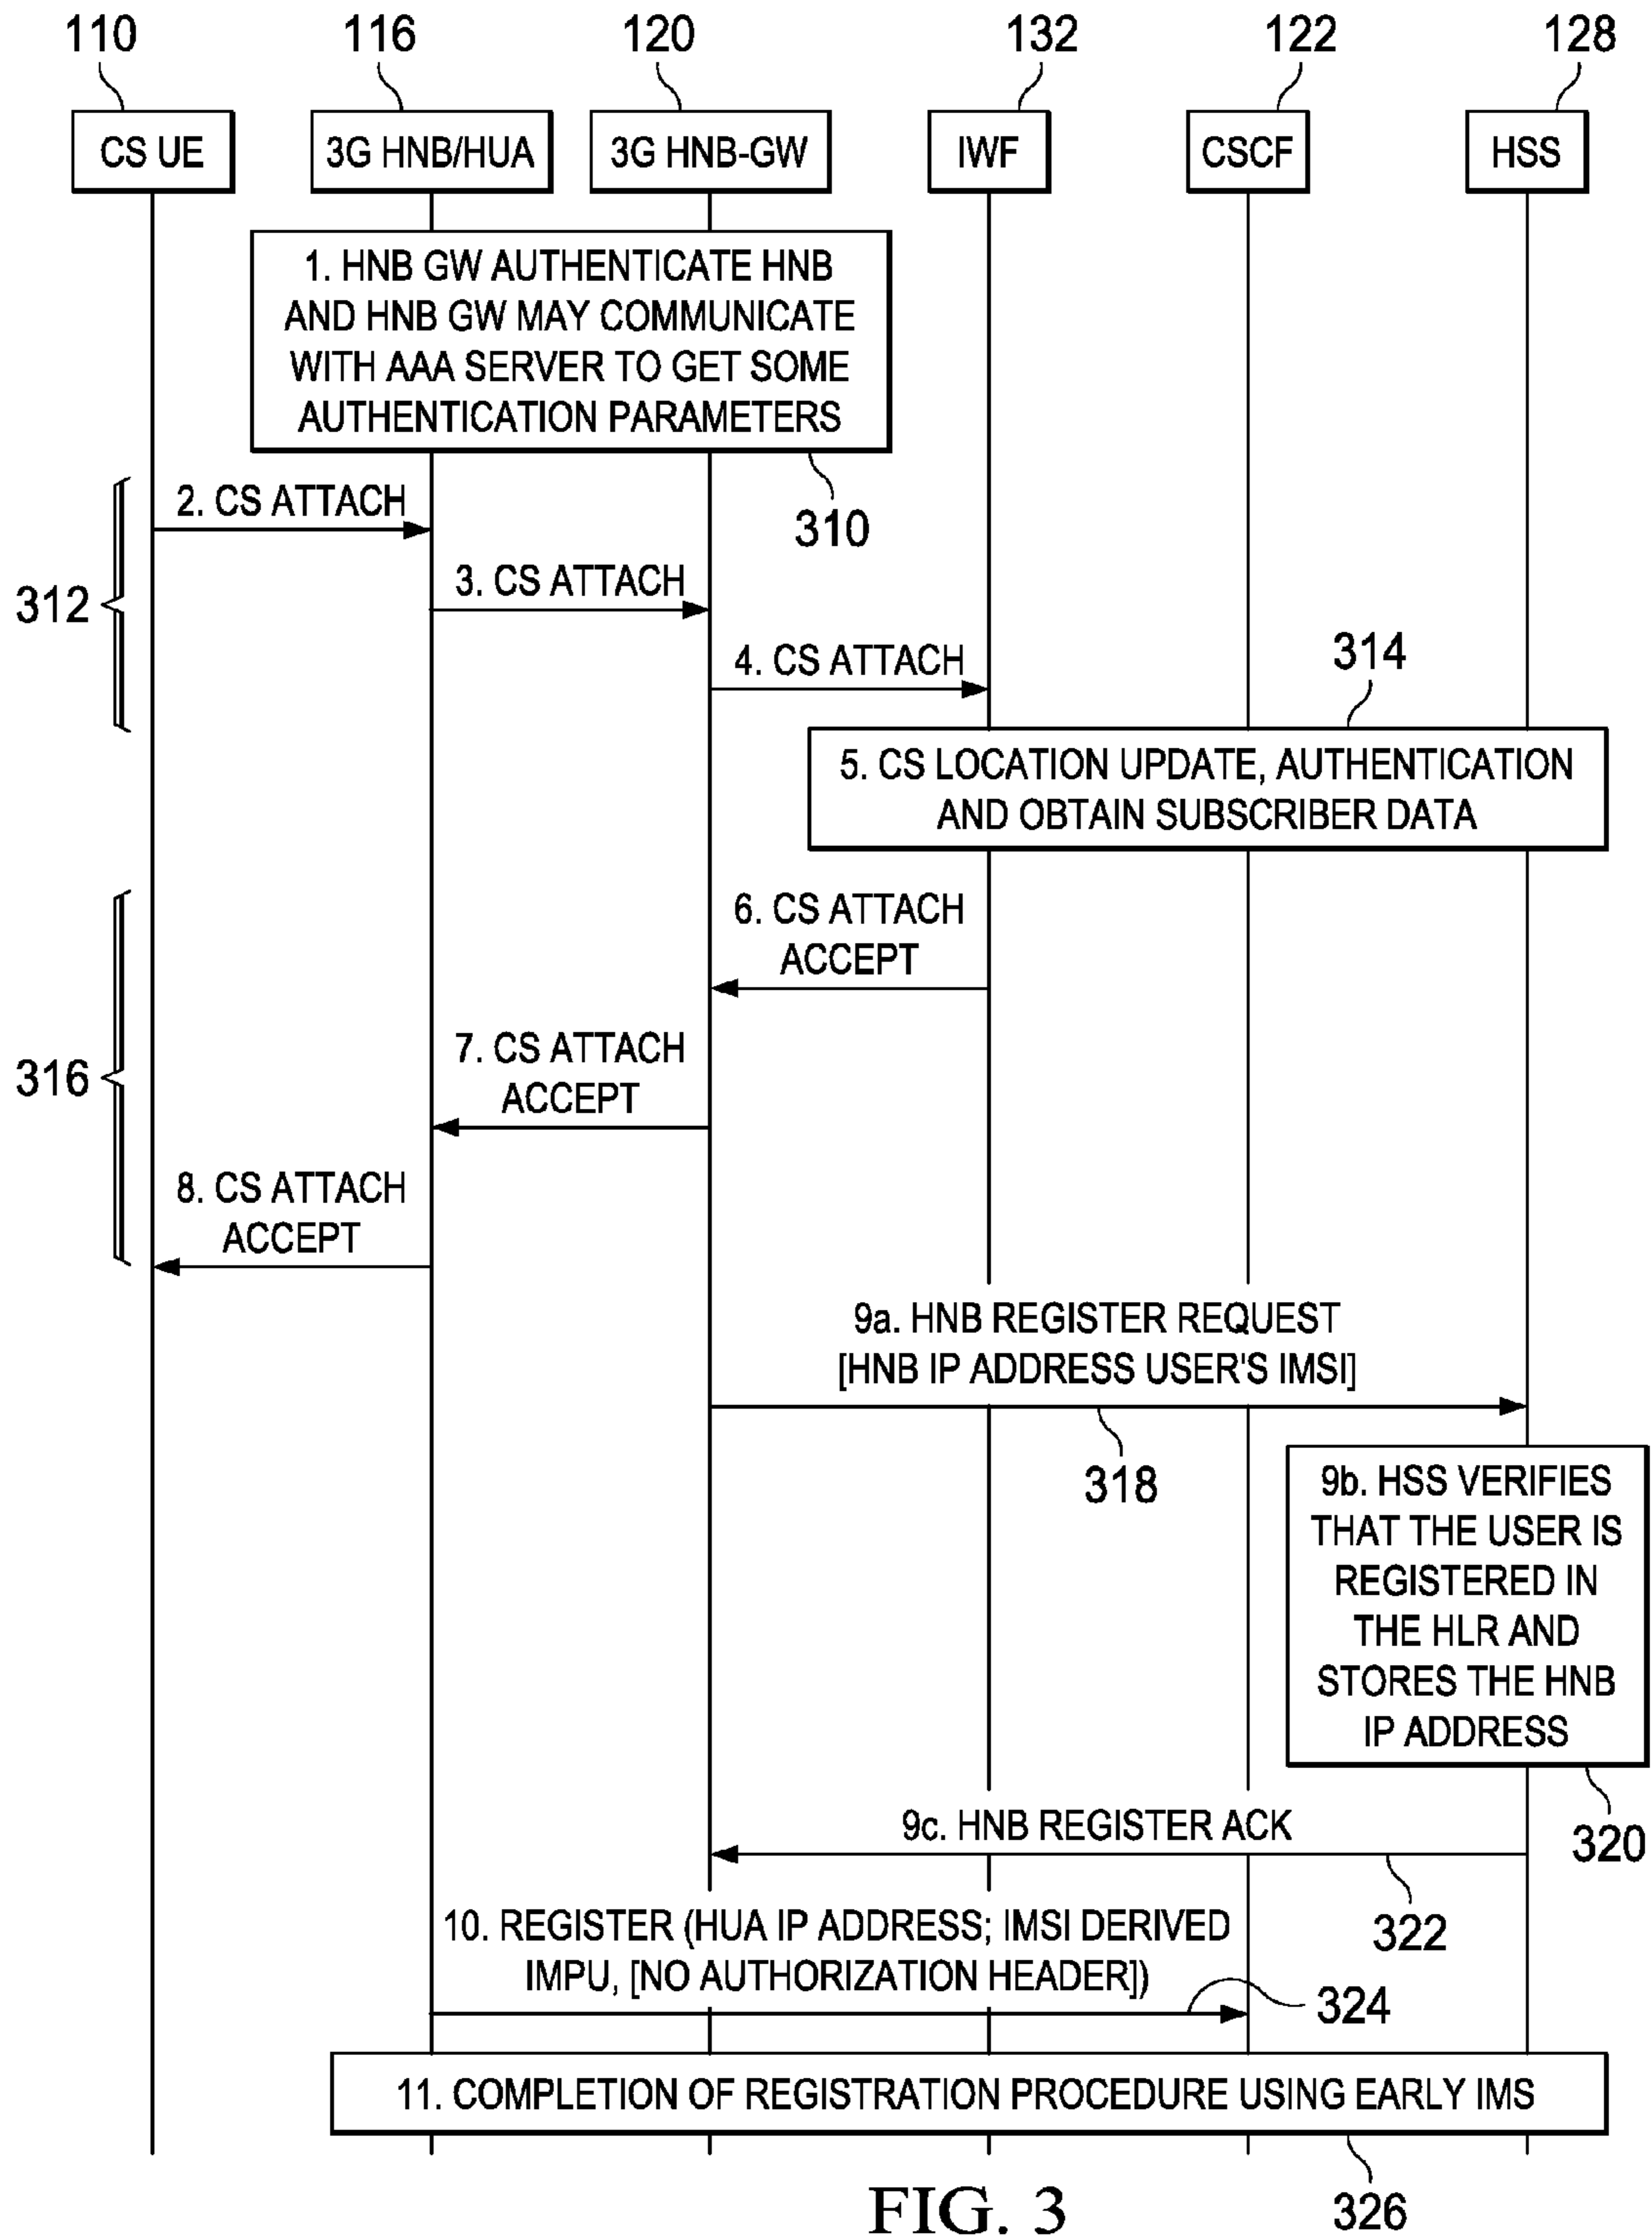 110
116
120
132
122
128
CS UE
3G HNB/HUA
3G HNB-GW
IWF
CSCF
HSS
1. HNB GW AUTHENTICATE HNB
AND HNB GW MAY COMMUNICATE
WITH AAA SERVER TO GET SOME
AUTHENTICATION PARAMETERS
310
2. CS ATTACH
312
3. CS ATTACH
4. CS ATTACH
314
5. CS LOCATION UPDATE, AUTHENTICATION
AND OBTAIN SUBSCRIBER DATA
6. CS ATTACH
ACCEPT
316
7. CS ATTACH
ACCEPT
8. CS ATTACH
ACCEPT
9a. HNB REGISTER REQUEST
[HNB IP ADDRESS USER'S IMSI]
318
9b. HSS VERIFIES
THAT THE USER IS
REGISTERED IN
THE HLR AND
STORES THE HNB
IP ADDRESS
320
9c. HNB REGISTER ACK
322
10. REGISTER (HUA IP ADDRESS; IMSI DERIVED
IMPU, [NO AUTHORIZATION HEADER])
324
11. COMPLETION OF REGISTRATION PROCEDURE USING EARLY IMS
326
FIG. 3